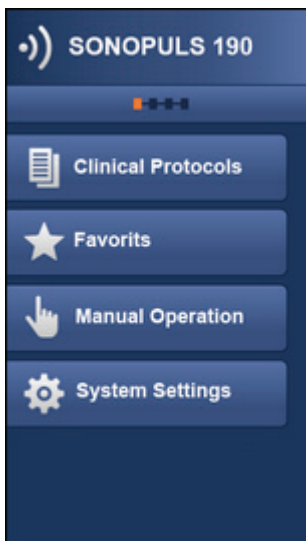 SONOPULS 190
Clinical Protocols
Favorits
Manual Operation
System Settings